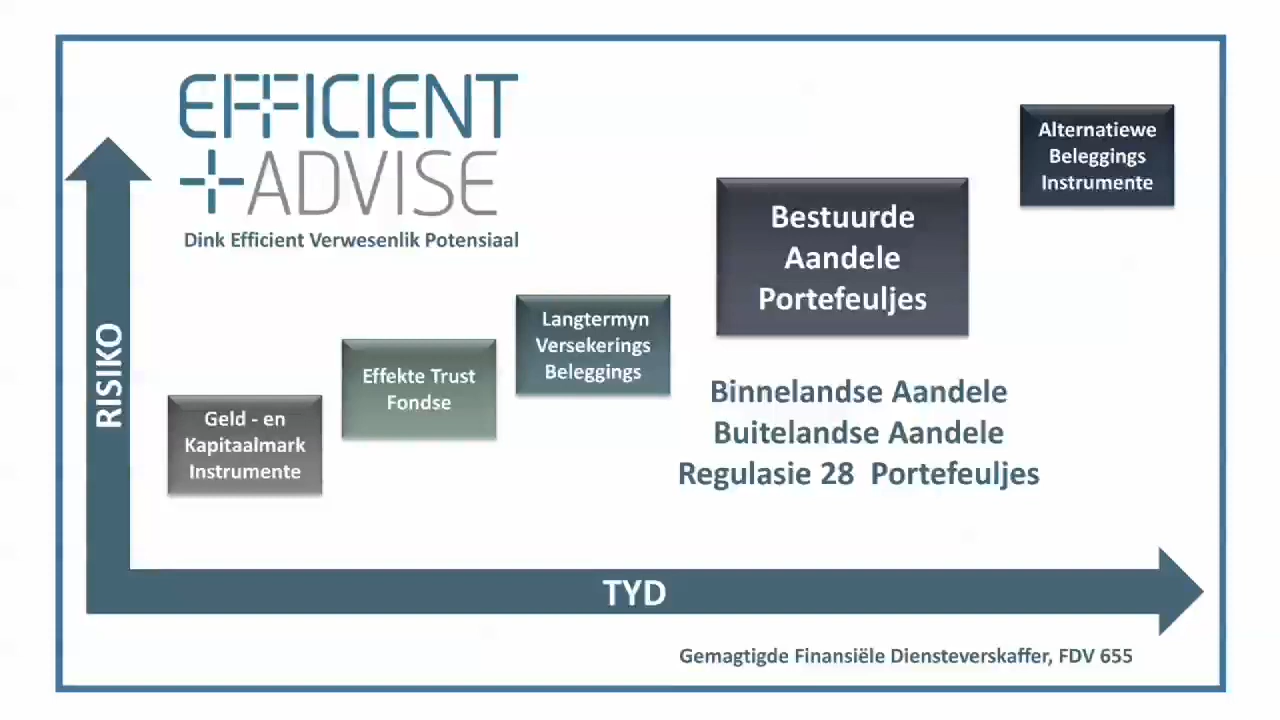 EFFICIENT
ADVISE
Dink Efficient Verwesenlik Potensiaal
Alternatiewe
Beleggings
Instrumente
Bestuurde
Aandele
Portefeuljes
Langtermyn
Versekerings
Beleggings
Effekte Trust
Fondse
Geld - en
Kapitaalmark
Instrumente
Binnelandse Aandele
Buitelandse Aandele
Regulasie 28 Portefeuljes
RISIKO
TYD
Gemagtigde Finansiële Diensteverskaffer, FDV 655